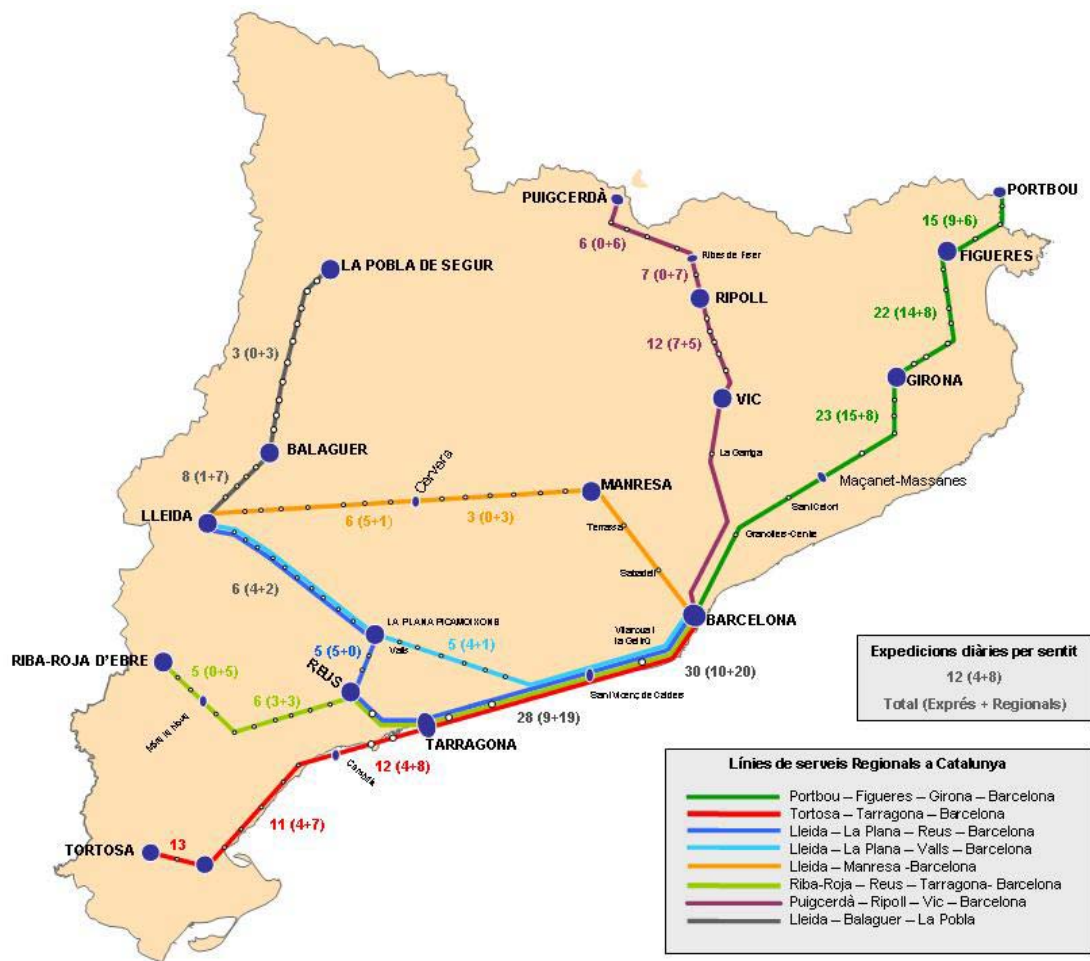 PORTBOU
PUIGCERDÀ
15 (9+6)
6 (0+6)
Ribes de Freser
FIGUERES
LA POBLA DE SEGUR
7 (0+7)
RIPOLL
22 (14+8)
12 (7+5)
3 (0+3)
GIRONA
VIC
23 (15+8)
BALAGUER
La Garriga
8 (1+7)
Cervera
MANRESA
Maçanet-Massanes
6 (5+1)
3 (0+3)
Sant Celoni
LLEIDA
Terrassa
Granollers-Centre
Sabadell
6 (4+2)
LA PLANA PICAMOIXONS
BARCELONA
Vilanova i
la Geltrú
Valls
5 (4+1)
RIBA-ROJA D'EBRE
5 (0+5)
5 (5+0)
REUS
30 (10+20)
6 (3+3)
Sant Vicenç de Calders
Móra la Nova
28 (9+19)
TARRAGONA
Cambrils
12 (4+8)
11 (4+7)
TORTOSA
13
Expedicions diàries per sentit
12 (4+8)
Total (Exprés + Regionals)
Línies de serveis Regionals a Catalunya
Portbou – Figueres – Girona – Barcelona
Tortosa – Tarragona – Barcelona
Lleida – La Plana – Reus – Barcelona
Lleida – La Plana – Valls – Barcelona
Lleida – Manresa -Barcelona
Riba-Roja – Reus – Tarragona- Barcelona
Puigcerdà – Ripoll – Vic – Barcelona
Lleida – Balaguer – La Pobla